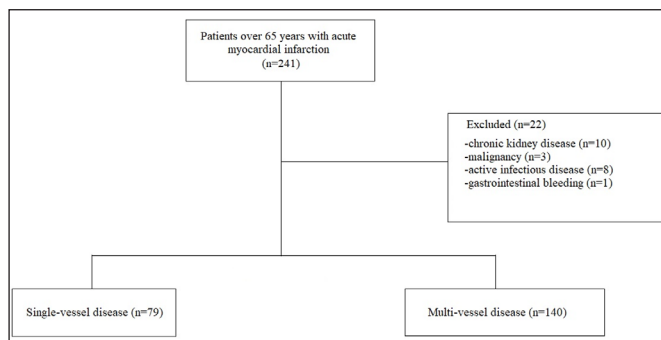 Patients over 65 years with acute
myocardial infarction
(n=241)
Excluded (n=22)
-chronic kidney disease (n=10)
-malignancy (n=3)
-active infectious disease (n=8)
-gastrointestinal bleeding (n=1)
Single-vessel disease (n=79)
Multi-vessel disease (n=140)